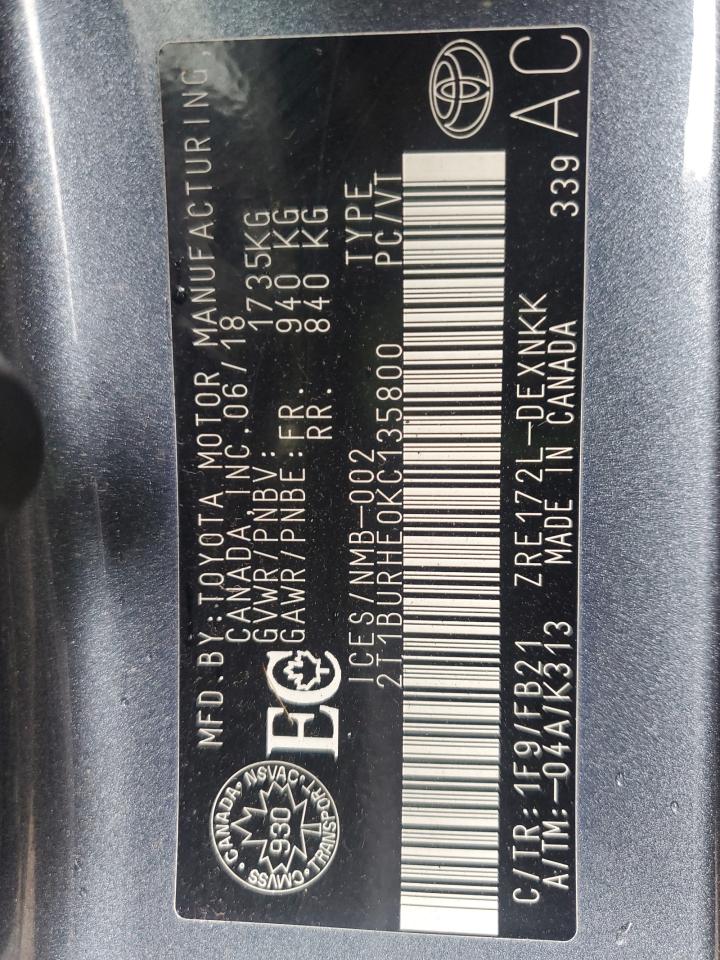 MFD.BY:TOYOTA MOTOR MANUFACTURING,
CANADA,INC.06/18
GVWR/PNBV: 1735KG
GAWR/PNBE:FR. 940 KG
RR. 840 KG
CANADA · NSVAC · TRANSPORT · CMVSS
930
EC
ICES/NMB-002 TYPE
2T1BURHE0KC135800 PC/VT
C/TR: 1F9/FB21 ZRE172L-DEXNKK
A/TM:-04A/K313 MADE IN CANADA 339 AC